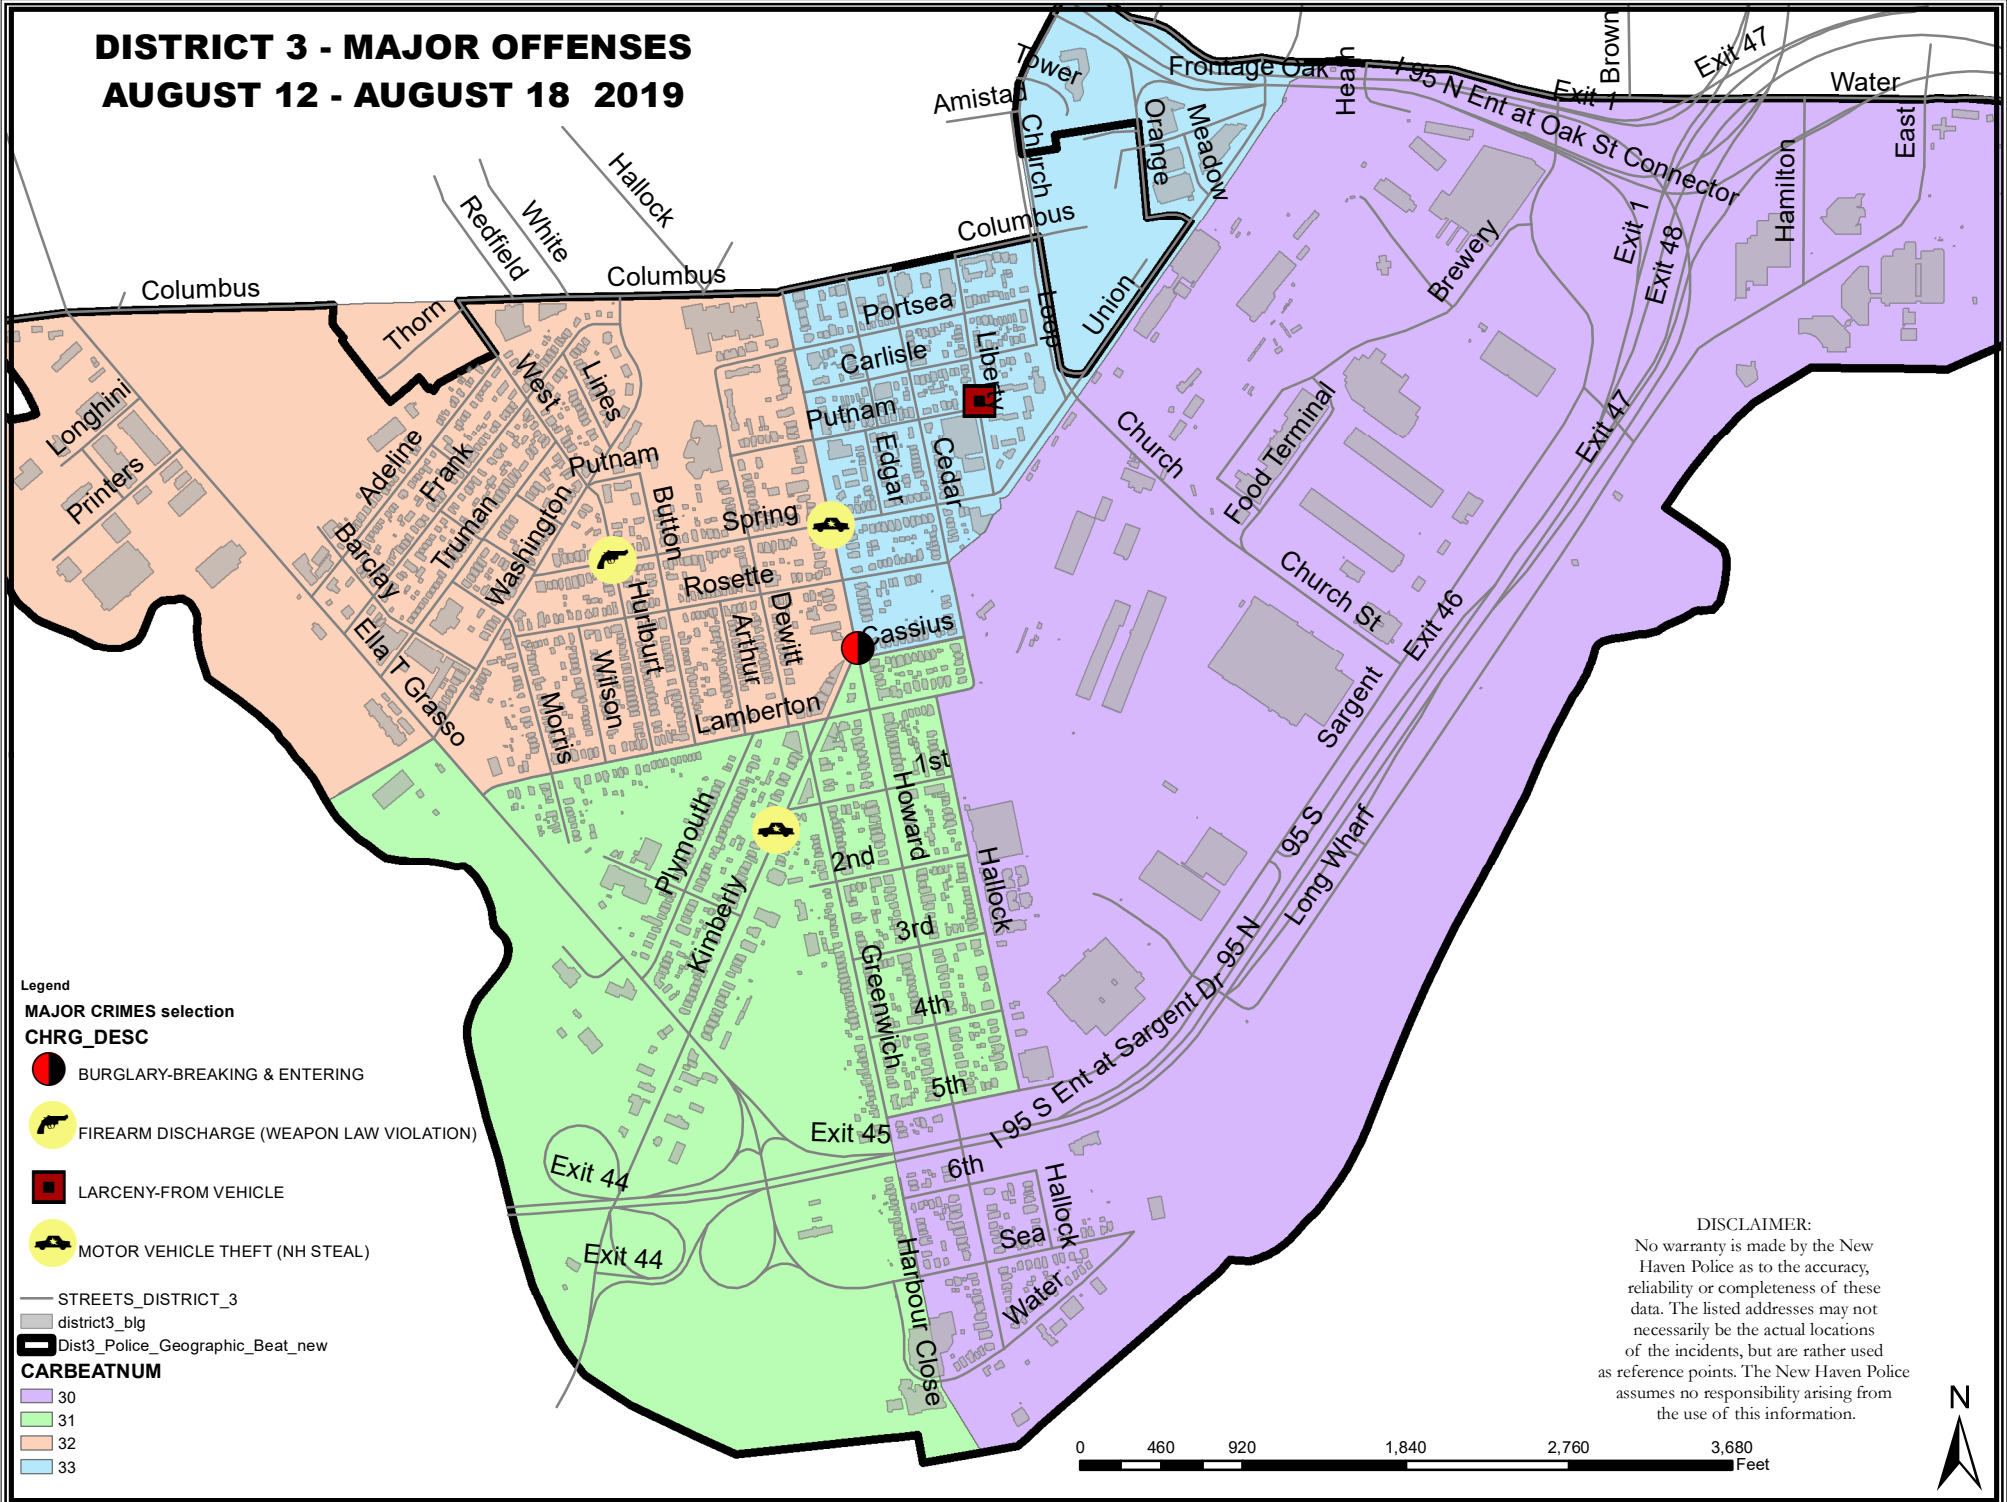 DISTRICT 3 - MAJOR OFFENSES
AUGUST 12 - AUGUST 18 2019
Tower
Amistad
Church
Frontage Oak
Heath
I 95 N Ent at Oak St Connector
Exit 1
Brown
Exit 47
Water
Orange
Meadow
Hamilton
East
Exit 1
Exit 48
Brewery
Hallock
White
Redfield
Columbus
Columbus
Columbus
Thorn
Portsea
Loop
Union
Carlisle
Liberty
Putnam
West
Lines
Longhini
Printers
Adeline
Frank
Truman
Washington
Putnam
Button
Edgar
Cedar
Church
Food Terminal
Exit 47
Spring
Barclay
Rosette
Hurlburt
Arthur
Dewitt
Cassius
Church St
Exit 46
Ella T Grasso
Wilson
Morris
Lamberton
Sargent
1st
Howard
Plymouth
2nd
Hallock
95 S
Long Wharf
Kimberly
3rd
Greenwich
4th
95 N
5th
I 95 S Ent at Sargent Dr
Exit 45
Exit 44
6th
Hallock
Sea
Exit 44
Harbour Close
Water
Legend
MAJOR CRIMES selection
CHRG_DESC
BURGLARY-BREAKING & ENTERING
FIREARM DISCHARGE (WEAPON LAW VIOLATION)
LARCENY-FROM VEHICLE
MOTOR VEHICLE THEFT (NH STEAL)
STREETS_DISTRICT_3
district3_blg
Dist3_Police_Geographic_Beat_new
CARBEATNUM
30
31
32
33
DISCLAIMER:
No warranty is made by the New
Haven Police as to the accuracy,
reliability or completeness of these
data. The listed addresses may not
necessarily be the actual locations
of the incidents, but are rather used
as reference points. The New Haven Police
assumes no responsibility arising from
the use of this information.
N
0 460 920 1,840 2,760 3,680
Feet